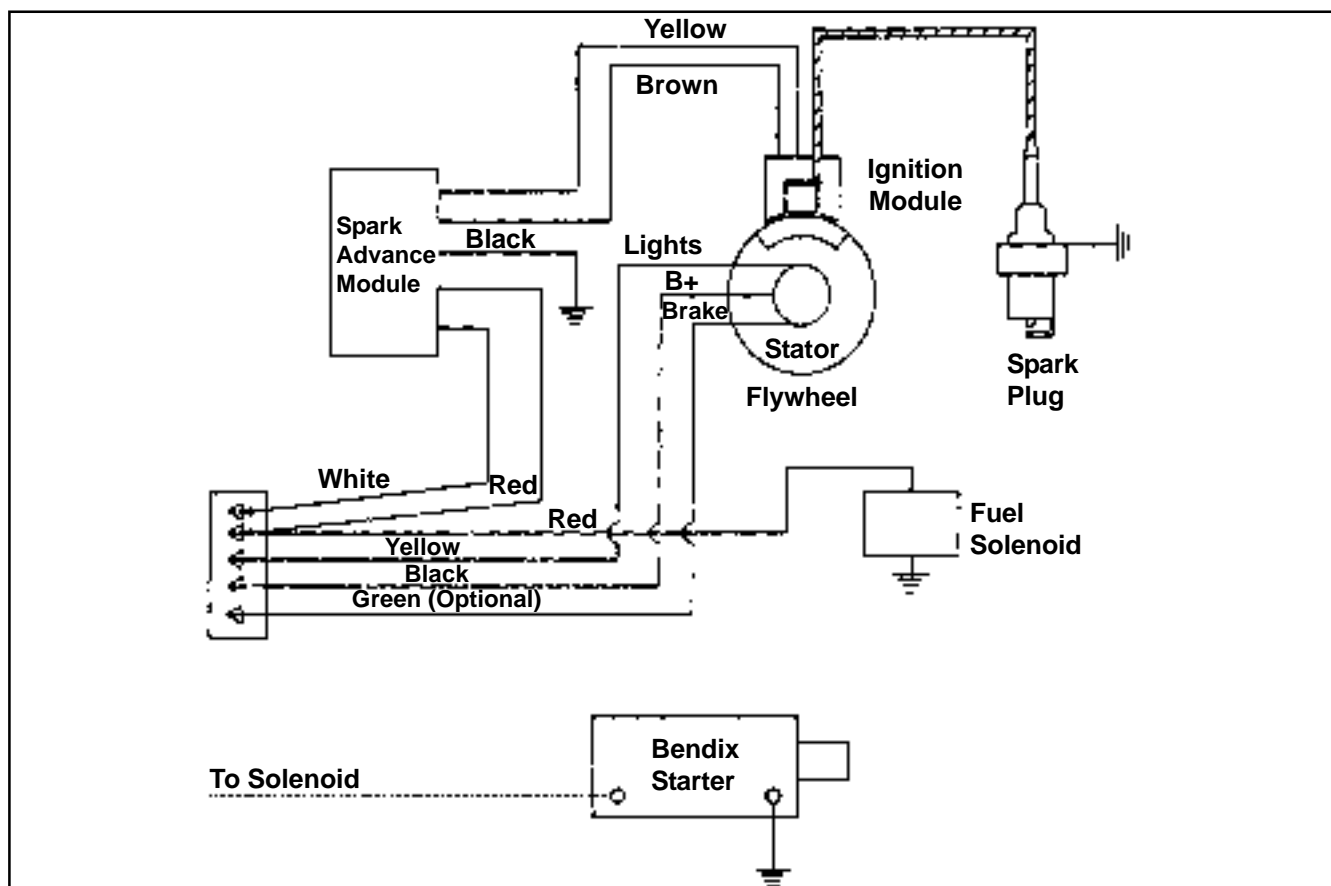 Yellow
Brown
Ignition
Module
Spark
Advance
Module
Black
Lights
B+
Brake
Stator
Flywheel
Spark
Plug
White
Red
Red
Yellow
Black
Green (Optional)
Fuel
Solenoid
Bendix
Starter
To Solenoid